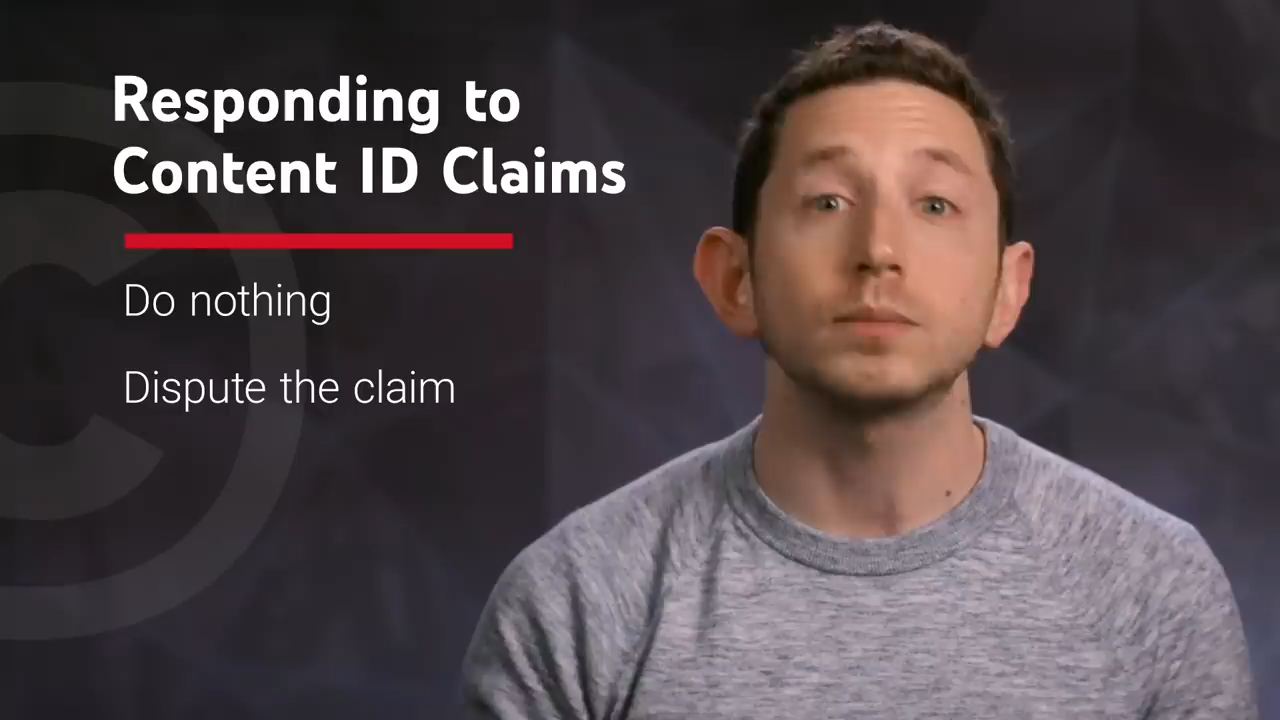 Responding to
Content ID Claims
Do nothing
Dispute the claim